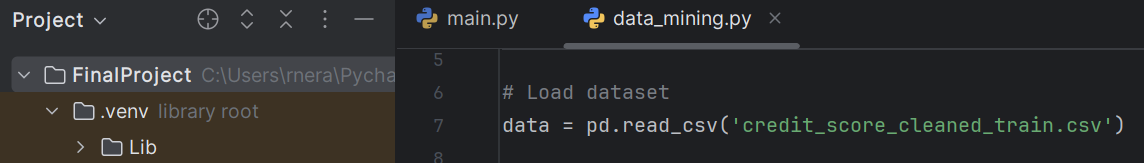 Project
FinalProject C:\Users\rnera\Pycha
.venv library root
Lib
main.py data_mining.py
5
6 # Load dataset
7 data = pd.read_csv('credit_score_cleaned_train.csv')
8